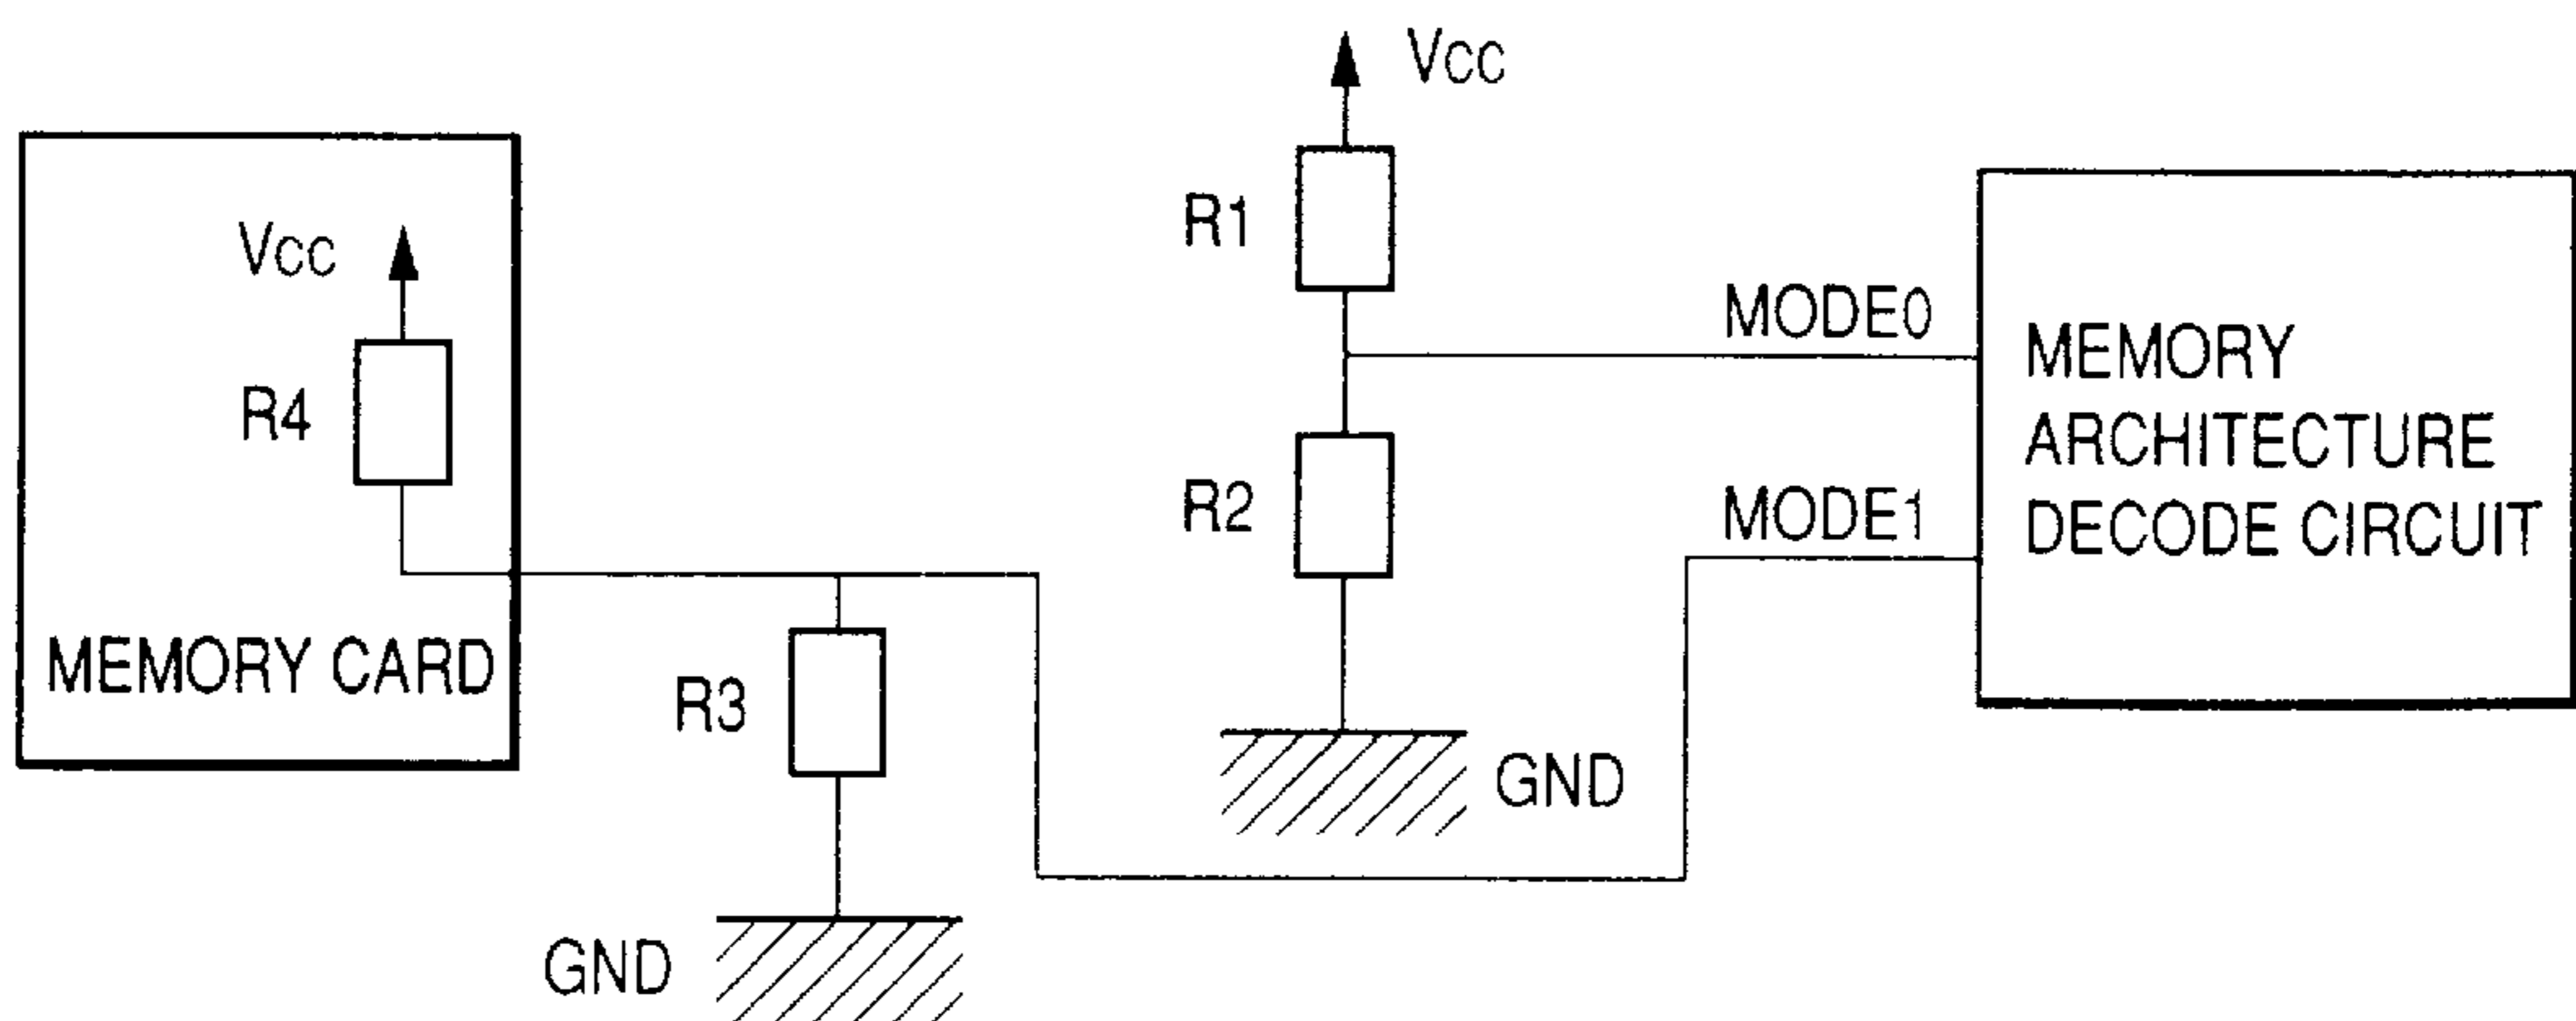 Vcc
R1
Vcc
R4
MODE0
MEMORY
ARCHITECTURE
DECODE CIRCUIT
R2
MODE1
MEMORY CARD
R3
GND
GND